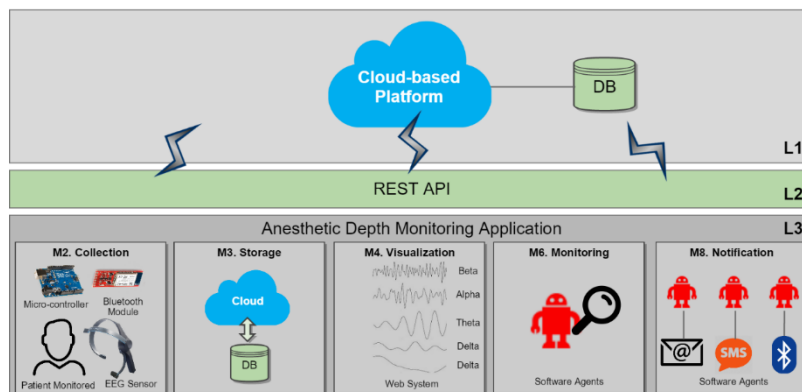 Cloud-based
Platform
DB
L1
REST API
L2
Anesthetic Depth Monitoring Application
L3
M2. Collection
Micro-controller
Bluetooth
Module
Patient Monitored
EEG Sensor
M3. Storage
Cloud
DB
M4. Visualization
Beta
Alpha
Theta
Delta
Delta
Web System
M6. Monitoring
Software Agents
M8. Notification
@
SMS
Software Agents